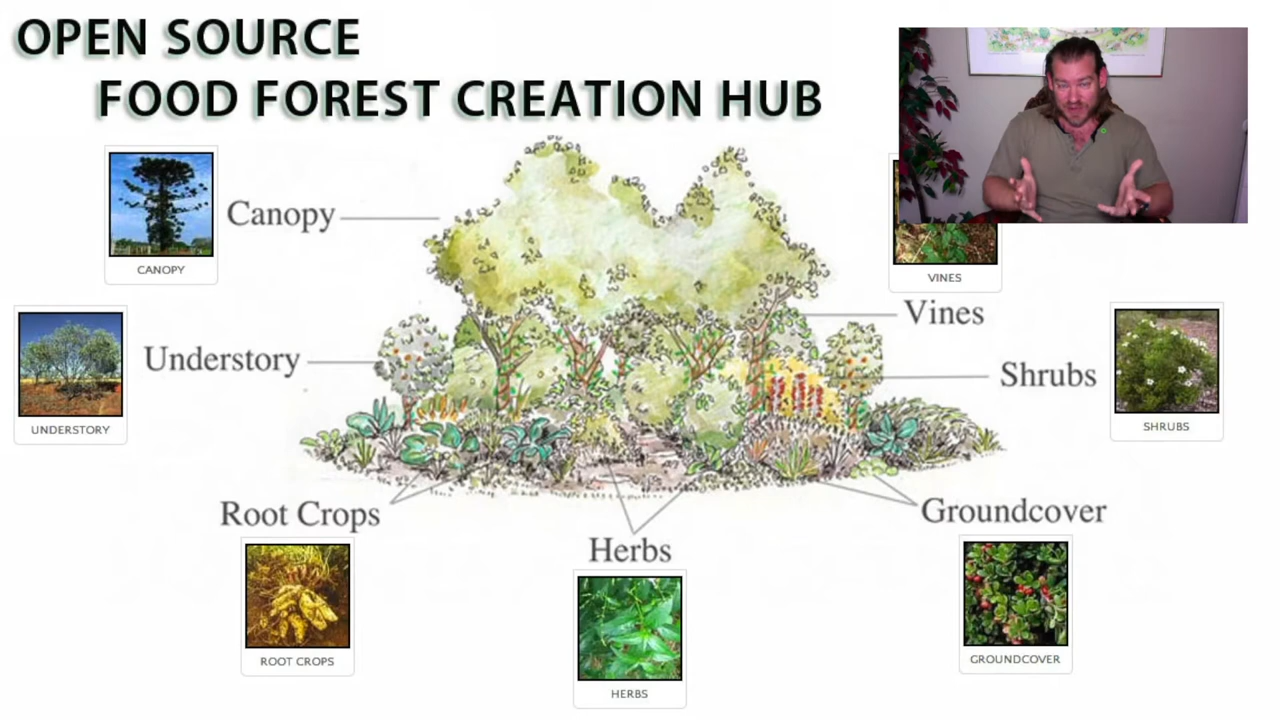 OPEN SOURCE
FOOD FOREST CREATION HUB
CANOPY
Canopy
VINES
Vines
UNDERSTORY
Understory
Shrubs
SHRUBS
Root Crops
ROOT CROPS
Herbs
HERBS
Groundcover
GROUNDCOVER